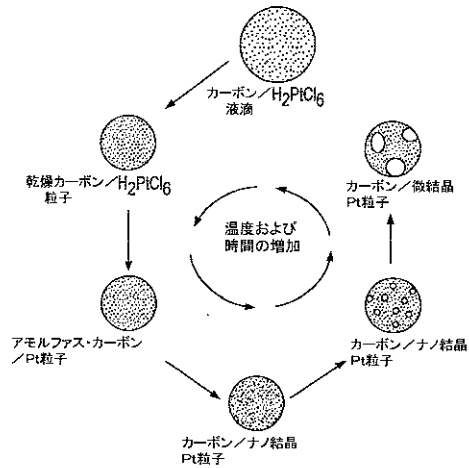 カーボン／H2PtCl6
液滴
乾燥カーボン／H2PtCl6
粒子
カーボン／微結晶
Pt粒子
温度および
時間の増加
アモルファス・カーボン
／Pt粒子
カーボン／ナノ結晶
Pt粒子
カーボン／ナノ結晶
Pt粒子